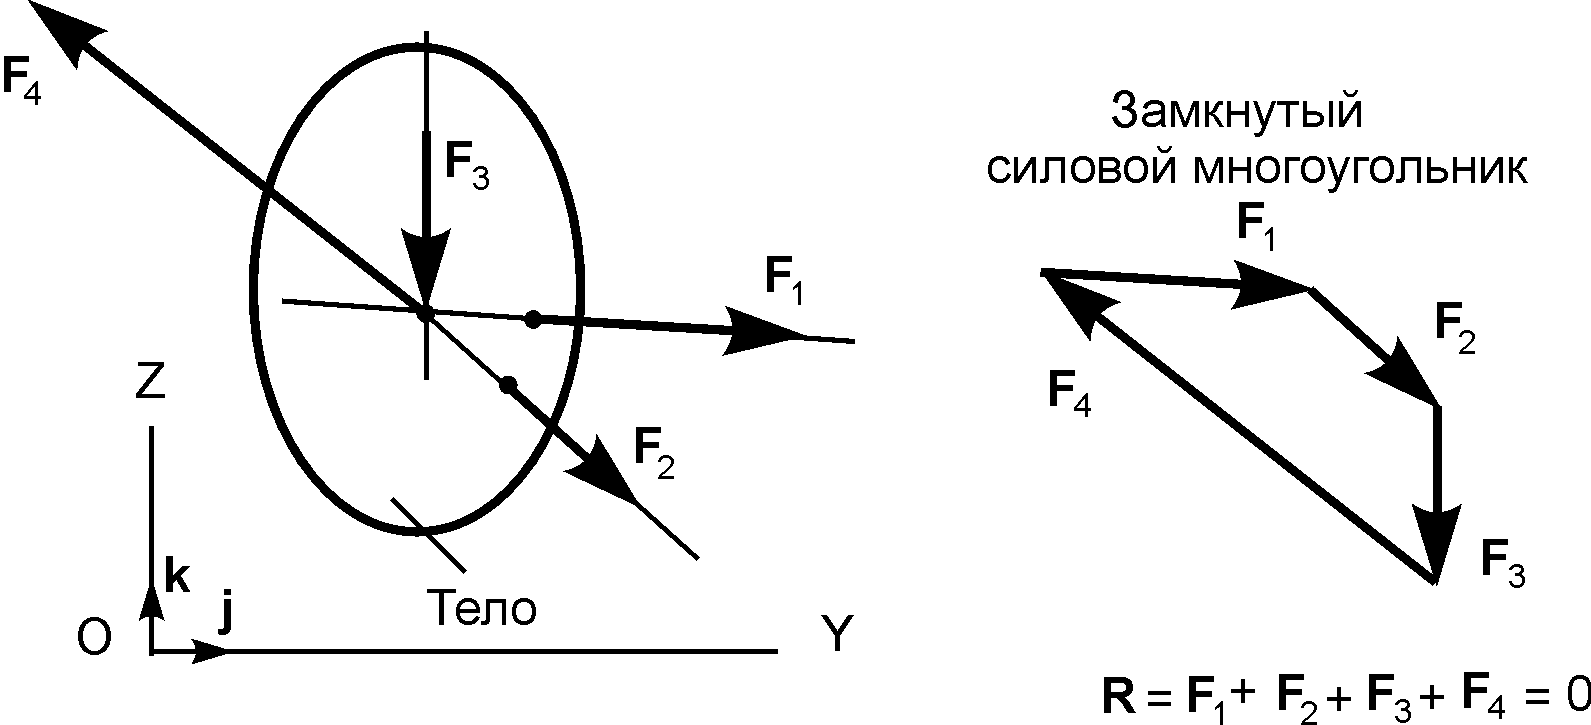 F₄
F₃
F₁
F₂
Z
k
j
O
Y
Тело
Замкнутый
силовой многоугольник
F₁
F₂
F₄
F₃
R = F₁ + F₂ + F₃ + F₄ = 0